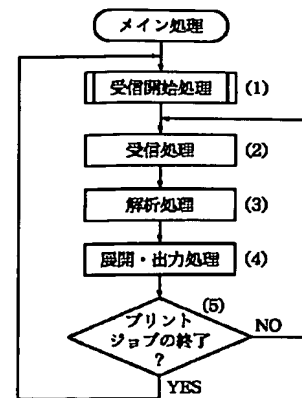 メイン処理
受信開始処理 (1)
受信処理 (2)
解析処理 (3)
展開・出力処理 (4)
(5)
プリント
ジョブの終了
?
NO
YES